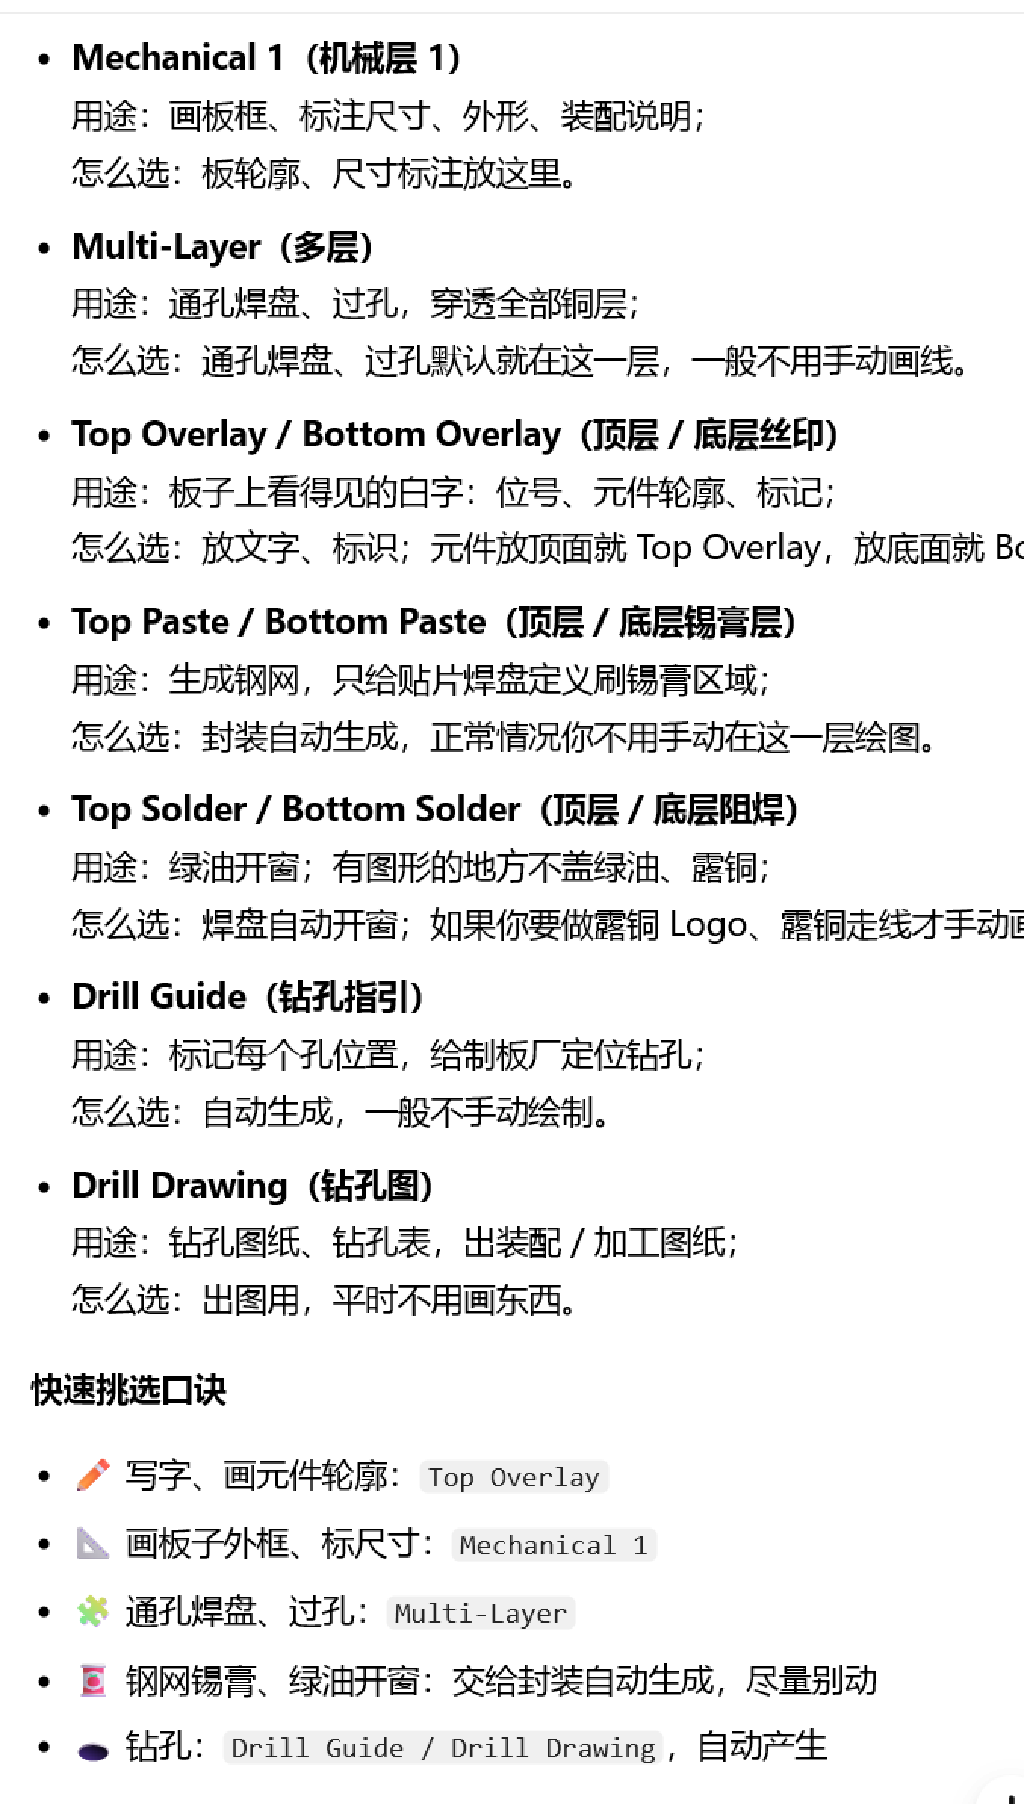 Mechanical 1（机械层 1）
用途：画板框、标注尺寸、外形、装配说明；
怎么选：板轮廓、尺寸标注放这里。
Multi-Layer（多层）
用途：通孔焊盘、过孔，穿透全部铜层；
怎么选：通孔焊盘、过孔默认就在这一层，一般不用手动画线。
Top Overlay / Bottom Overlay（顶层 / 底层丝印）
用途：板子上看得见的白字：位号、元件轮廓、标记；
怎么选：放文字、标识；元件放顶面就 Top Overlay，放底面就 Bo
Top Paste / Bottom Paste（顶层 / 底层锡膏层）
用途：生成钢网，只给贴片焊盘定义刷锡膏区域；
怎么选：封装自动生成，正常情况你不用手动在这一层绘图。
Top Solder / Bottom Solder（顶层 / 底层阻焊）
用途：绿油开窗；有图形的地方不盖绿油、露铜；
怎么选：焊盘自动开窗；如果你要做露铜 Logo、露铜走线才手动画
Drill Guide（钻孔指引）
用途：标记每个孔位置，给制板厂定位钻孔；
怎么选：自动生成，一般不手动绘制。
Drill Drawing（钻孔图）
用途：钻孔图纸、钻孔表，出装配 / 加工图纸；
怎么选：出图用，平时不用画东西。
快速挑选口诀
写字、画元件轮廓：Top Overlay
画板子外框、标尺寸：Mechanical 1
通孔焊盘、过孔：Multi-Layer
钢网锡膏、绿油开窗：交给封装自动生成，尽量别动
钻孔：Drill Guide / Drill Drawing，自动产生